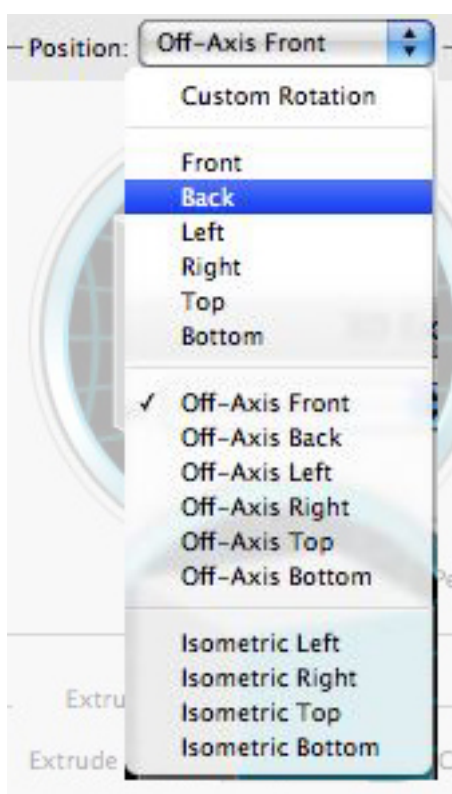 Position: Off-Axis Front
Custom Rotation
Front
Back
Left
Right
Top
Bottom
✓ Off-Axis Front
Off-Axis Back
Off-Axis Left
Off-Axis Right
Off-Axis Top
Off-Axis Bottom
Isometric Left
Isometric Right
Isometric Top
Isometric Bottom
Extrude